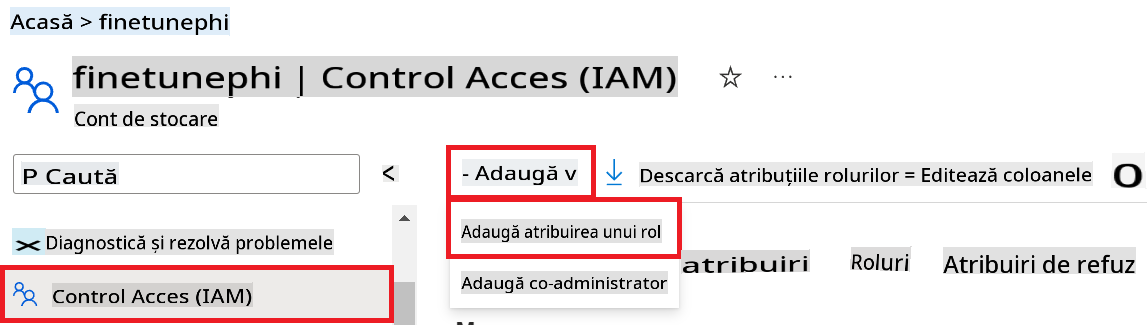 Acasă > finetunephi
finetunephi | Control Acces (IAM)
Cont de stocare
P Caută
<
- Adaugă v
Descarcă atribuțiile rolurilor = Editează coloanele
O
Adaugă atribuirea unui rol
Diagnostică și rezolvă problemele
atribuiri
Roluri
Atribuiri de refuz
Adaugă co-administrator
Control Acces (IAM)